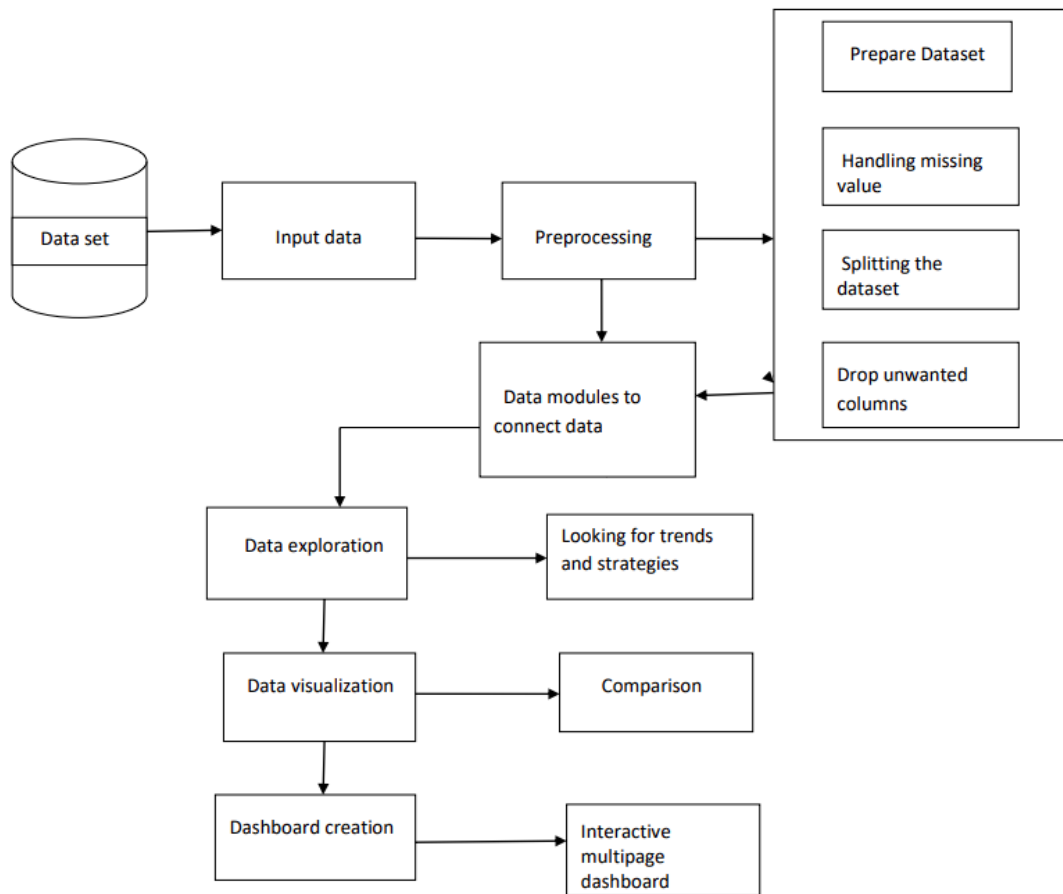 Prepare Dataset
Handling missing
value
Data set
Input data
Preprocessing
Splitting the
dataset
Drop unwanted
columns
Data modules to
connect data
Data exploration
Looking for trends
and strategies
Data visualization
Comparison
Dashboard creation
Interactive
multipage
dashboard